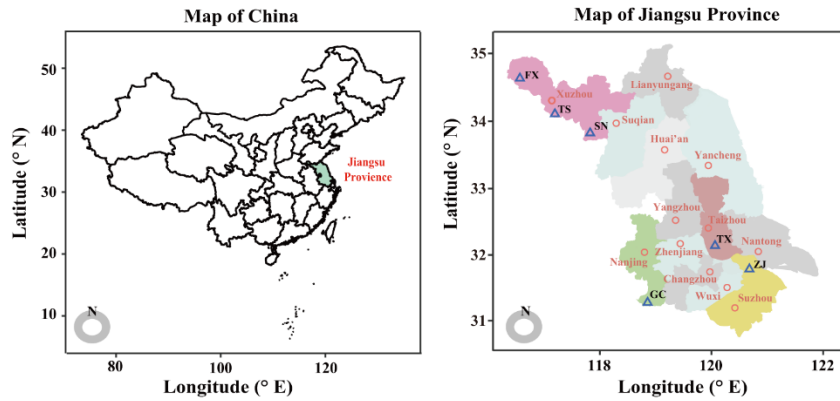 Map of China
Latitude (° N)
50
40
30
20
10
Jiangsu
Provience
N
80
100
120
Longitude (° E)
Map of Jiangsu Province
Latitude (° N)
35
34
33
32
31
FX
Xuzhou
TS
SN
Lianyungang
Suqian
Huai'an
Yancheng
Yangzhou
Taizhou
TX
Nantong
Zhenjiang
Nanjing
ZJ
Changzhou
GC
Wuxi
Suzhou
N
118
120
122
Longitude (° E)